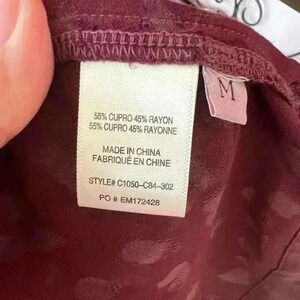 55% CUPRO 45% RAYON
55% CUPRO 45% RAYONNE
MADE IN CHINA
FABRIQUÉ EN CHINE
STYLE# C1050-C84-302
PO # EM172428
M